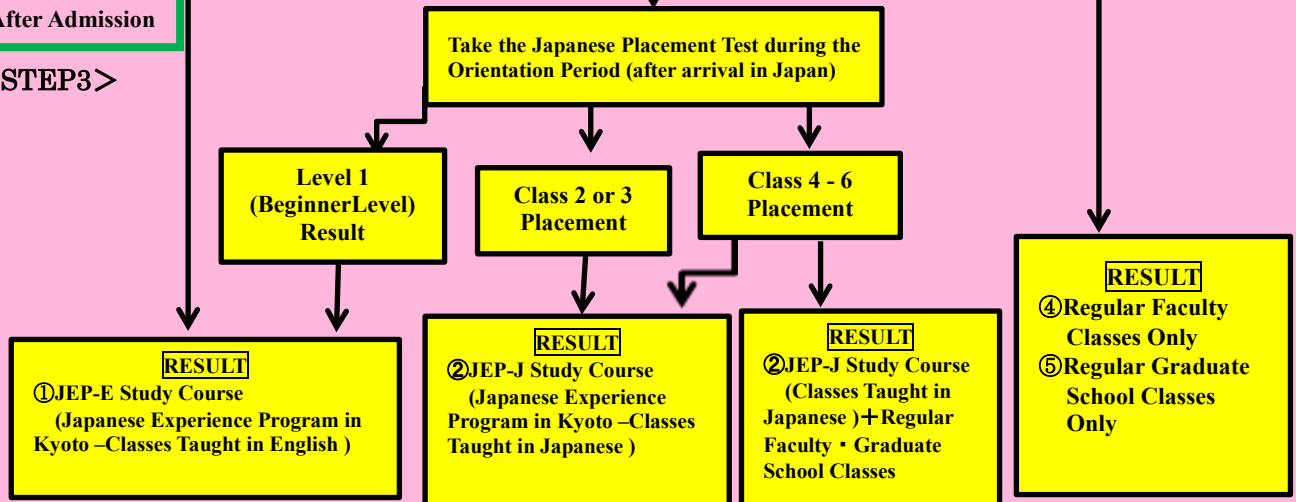 After Admission
STEP3＞
Take the Japanese Placement Test during the
Orientation Period (after arrival in Japan)
Level 1
(BeginnerLevel)
Result
Class 2 or 3
Placement
Class 4 - 6
Placement
RESULT
①JEP-E Study Course
(Japanese Experience Program in
Kyoto –Classes Taught in English )
RESULT
②JEP-J Study Course
(Japanese Experience
Program in Kyoto –Classes
Taught in Japanese )
RESULT
②JEP-J Study Course
(Classes Taught in
Japanese )＋Regular
Faculty・Graduate
School Classes
RESULT
④Regular Faculty
Classes Only
⑤Regular Graduate
School Classes
Only